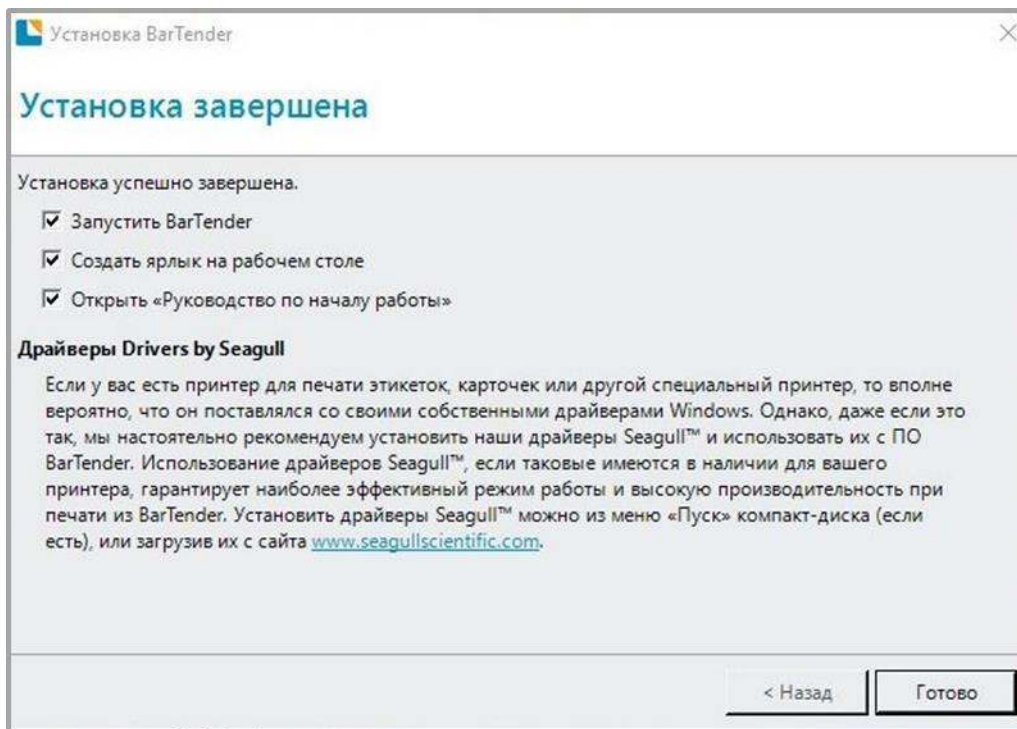 Установка BarTender
Установка завершена
Установка успешно завершена.
Запустить BarTender
Создать ярлык на рабочем столе
Открыть «Руководство по началу работы»
Драйверы Drivers by Seagull
Если у вас есть принтер для печати этикеток, карточек или другой специальный принтер, то вполне
вероятно, что он поставлялся со своими собственными драйверами Windows. Однако, даже если это
так, мы настоятельно рекомендуем установить наши драйверы Seagull™ и использовать их с ПО
BarTender. Использование драйверов Seagull™, если таковые имеются в наличии для вашего
принтера, гарантирует наиболее эффективный режим работы и высокую производительность при
печати из BarTender. Установить драйверы Seagull™ можно из меню «Пуск» компакт-диска (если
есть), или загрузив их с сайта www.seagullscientific.com.
< Назад
Готово